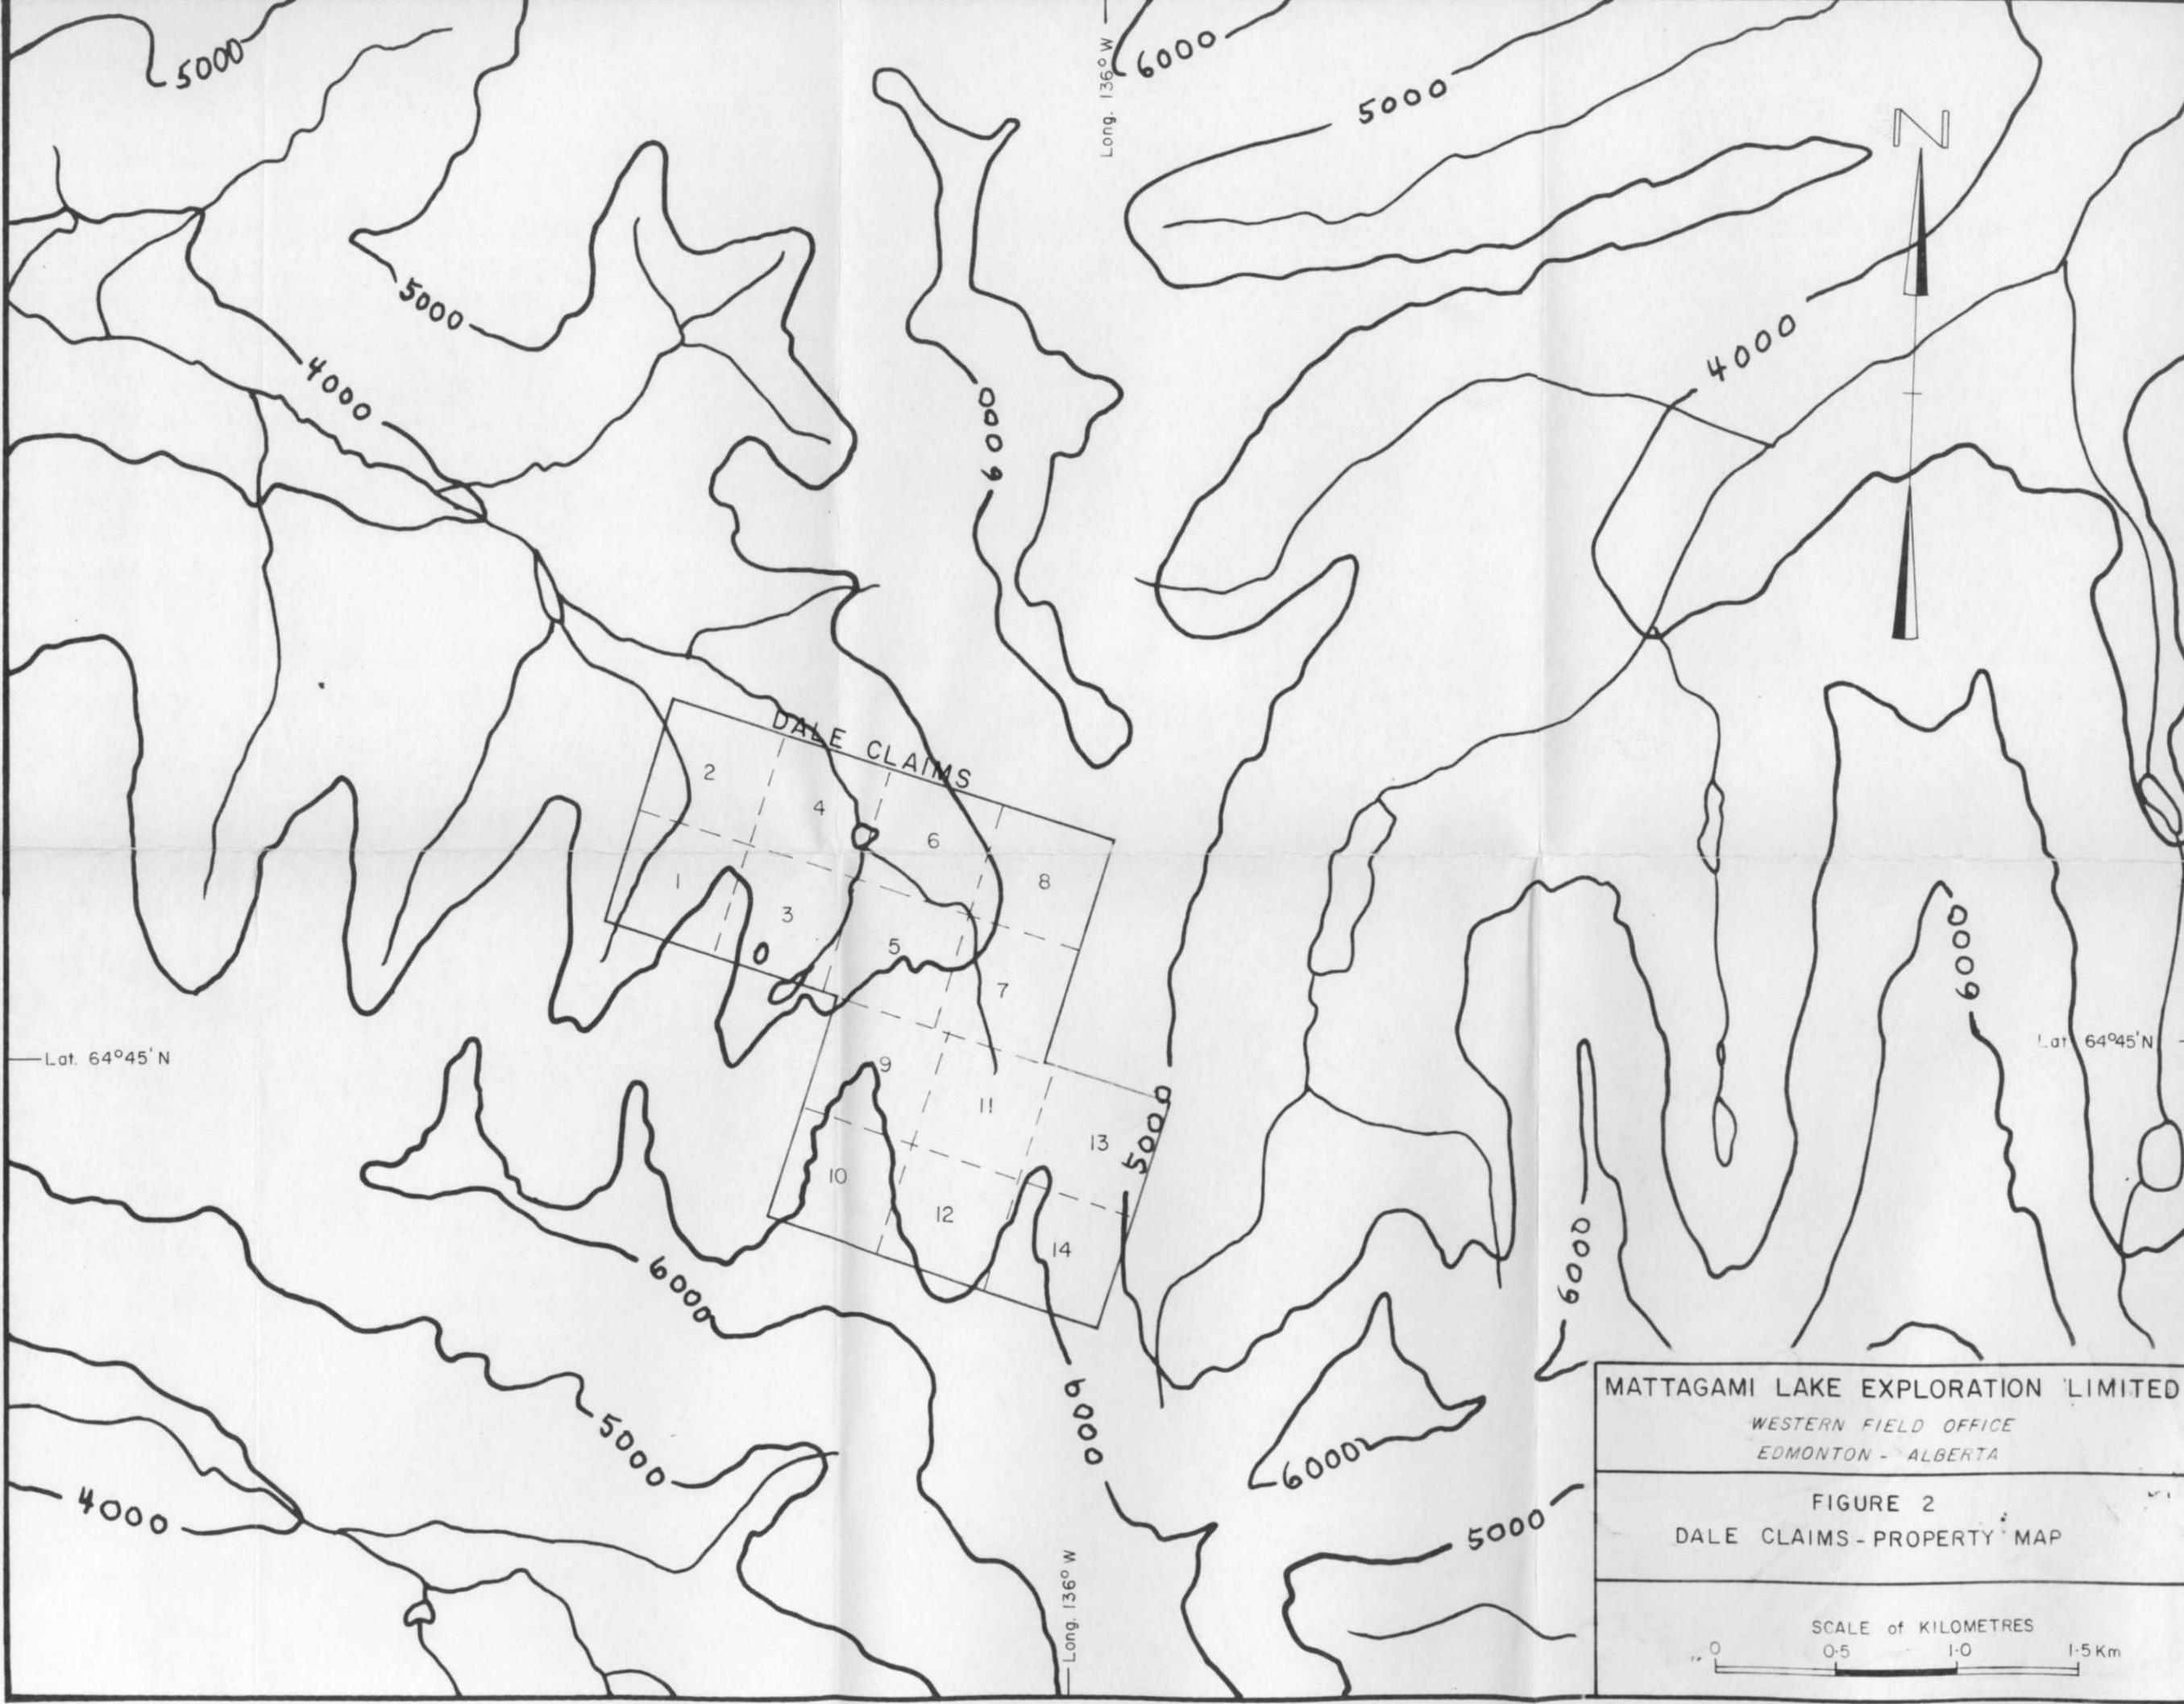 5000
6000
Long. 136° W
5000
N
5000
4000
4000
6000
DALE CLAIMS
2
4
6
8
1
3
5
7
6000
Lat. 64°45' N
Lat 64°45' N
9
11
5000
13
10
12
14
6000
6000
6000
6000
5000
5000
4000
Long. 136° W
MATTAGAMI LAKE EXPLORATION LIMITED
WESTERN FIELD OFFICE
EDMONTON - ALBERTA
FIGURE 2
DALE CLAIMS - PROPERTY MAP
SCALE of KILOMETRES
0 0·5 1·0 1·5 Km